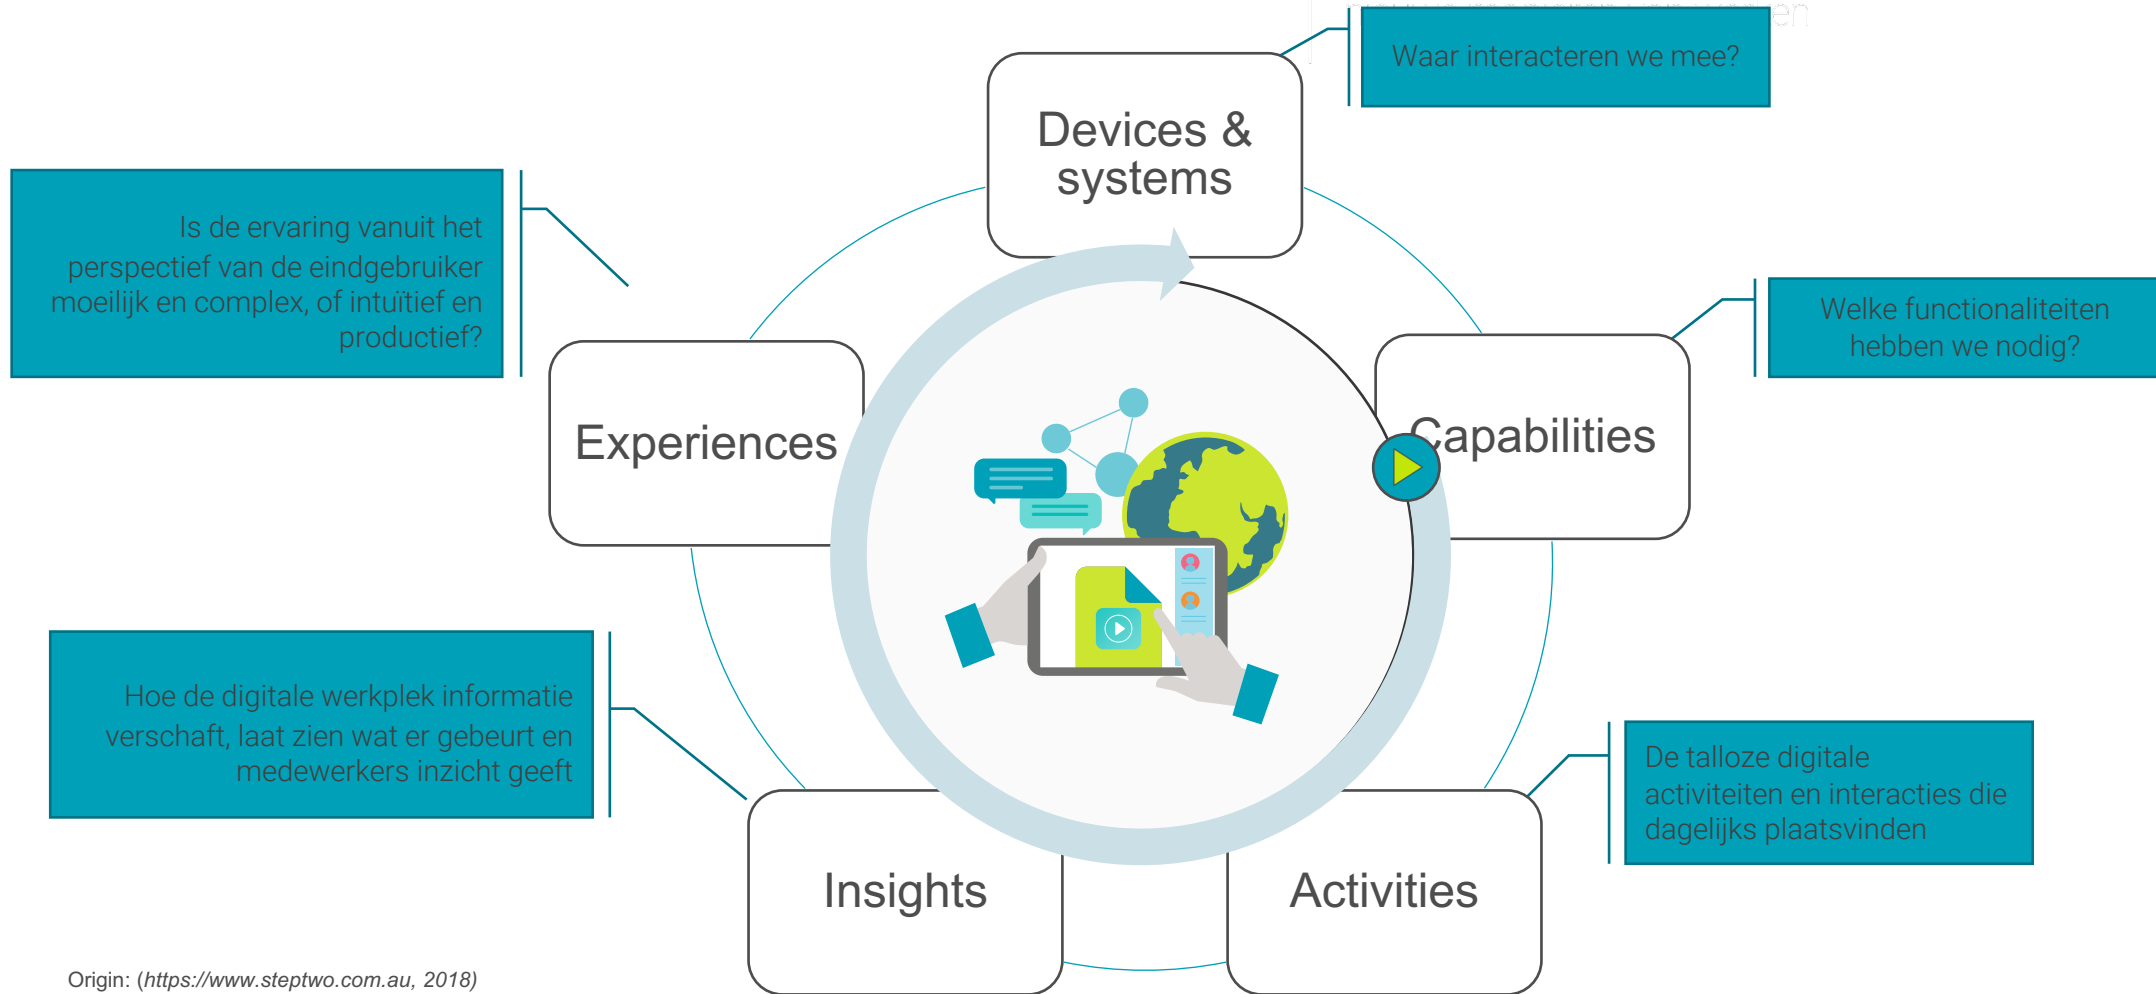 en
Waar interacteren we mee?
Devices &
systems
Is de ervaring vanuit het
perspectief van de eindgebruiker
moeilijk en complex, of intuïtief en
productief?
Welke functionaliteiten
hebben we nodig?
Experiences
Capabilities
Hoe de digitale werkplek informatie
verschaft, laat zien wat er gebeurt en
medewerkers inzicht geeft
De talloze digitale
activiteiten en interacties die
dagelijks plaatsvinden
Insights
Activities
Origin: (https://www.steptwo.com.au, 2018)